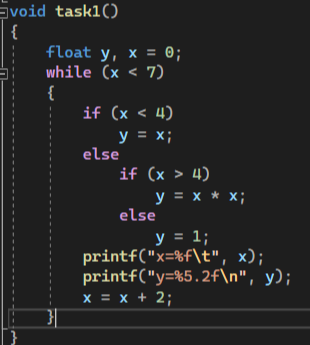 void task1()
{
    float y, x = 0;
    while (x < 7)
    {
        if (x < 4)
            y = x;
        else
            if (x > 4)
                y = x * x;
            else
                y = 1;
        printf("x=%f\t", x);
        printf("y=%5.2f\n", y);
        x = x + 2;
    }
}